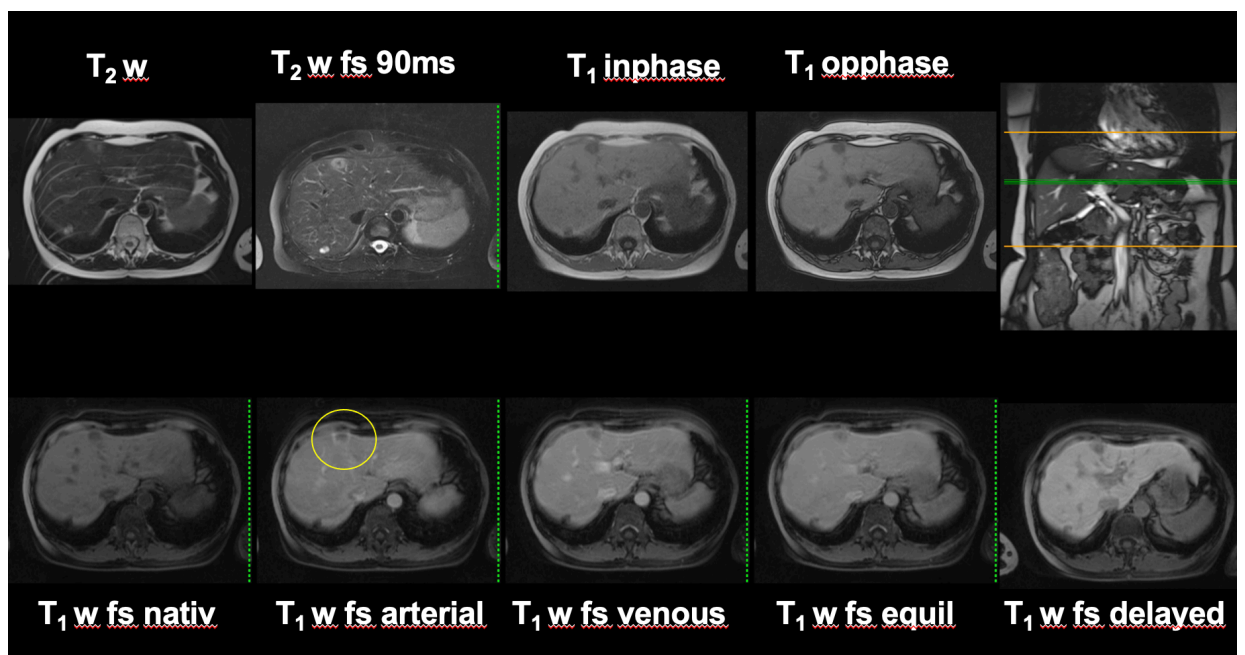 T₂ w
T₂ w fs 90ms
T₁ inphase
T₁ opphase
T₁ w fs nativ
T₁ w fs arterial
T₁ w fs venous
T₁ w fs equil
T₁ w fs delayed